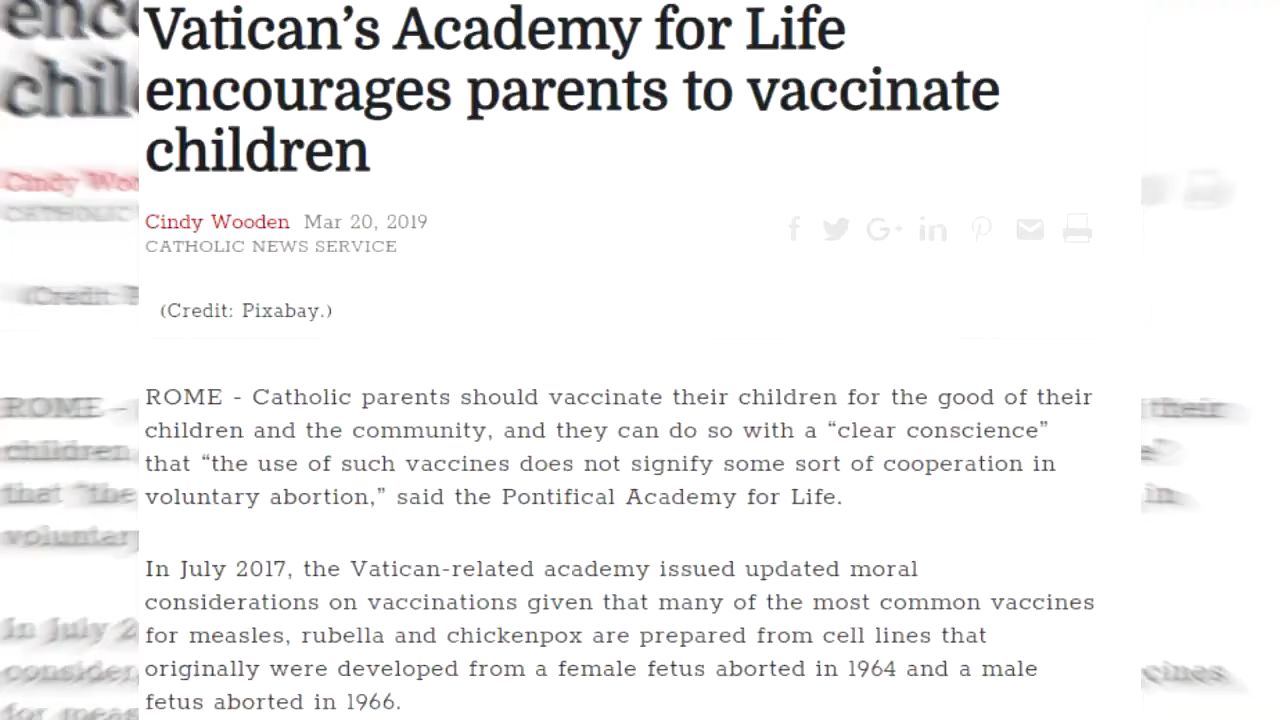 Vatican's Academy for Life
encourages parents to vaccinate
children
Cindy Wooden Mar 20, 2019
CATHOLIC NEWS SERVICE
(Credit: Pixabay.)
ROME - Catholic parents should vaccinate their children for the good of their
children and the community, and they can do so with a “clear conscience”
that “the use of such vaccines does not signify some sort of cooperation in
voluntary abortion,” said the Pontifical Academy for Life.
In July 2017, the Vatican-related academy issued updated moral
considerations on vaccinations given that many of the most common vaccines
for measles, rubella and chickenpox are prepared from cell lines that
originally were developed from a female fetus aborted in 1964 and a male
fetus aborted in 1966.